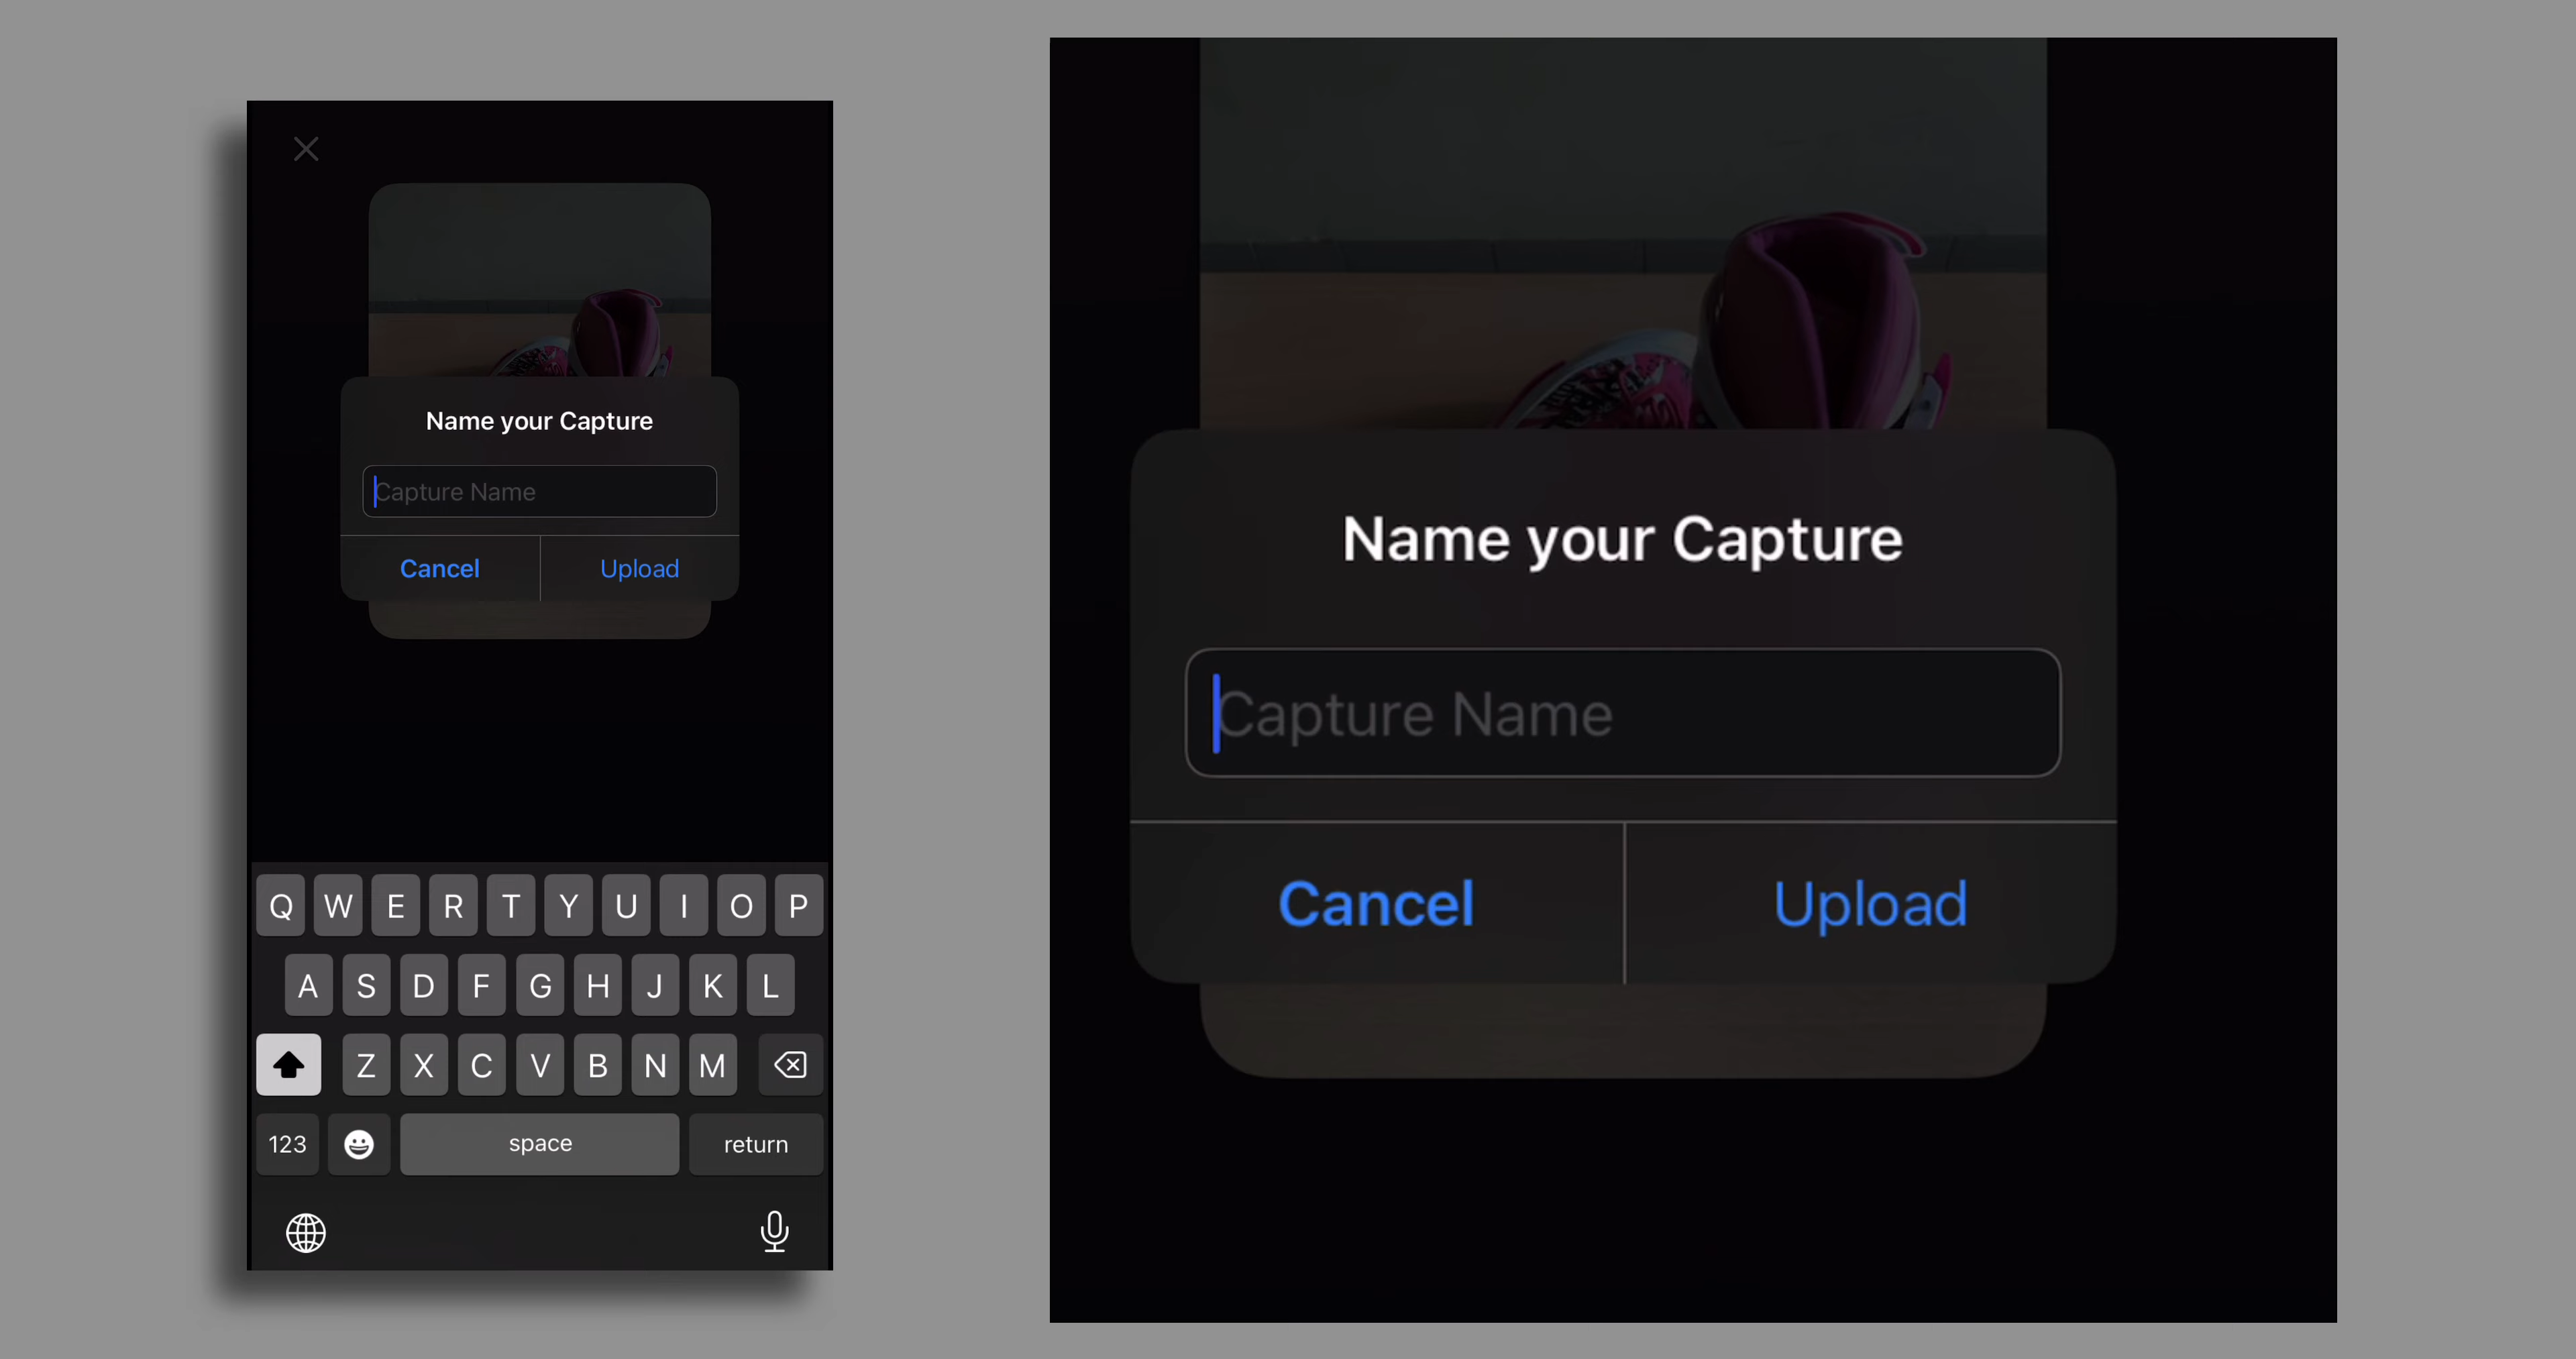 Name your Capture
Capture Name
Cancel Upload
Q W E R T Y U I O P
A S D F G H J K L
Z X C V B N M
123 space return
Name your Capture
Capture Name
Cancel Upload